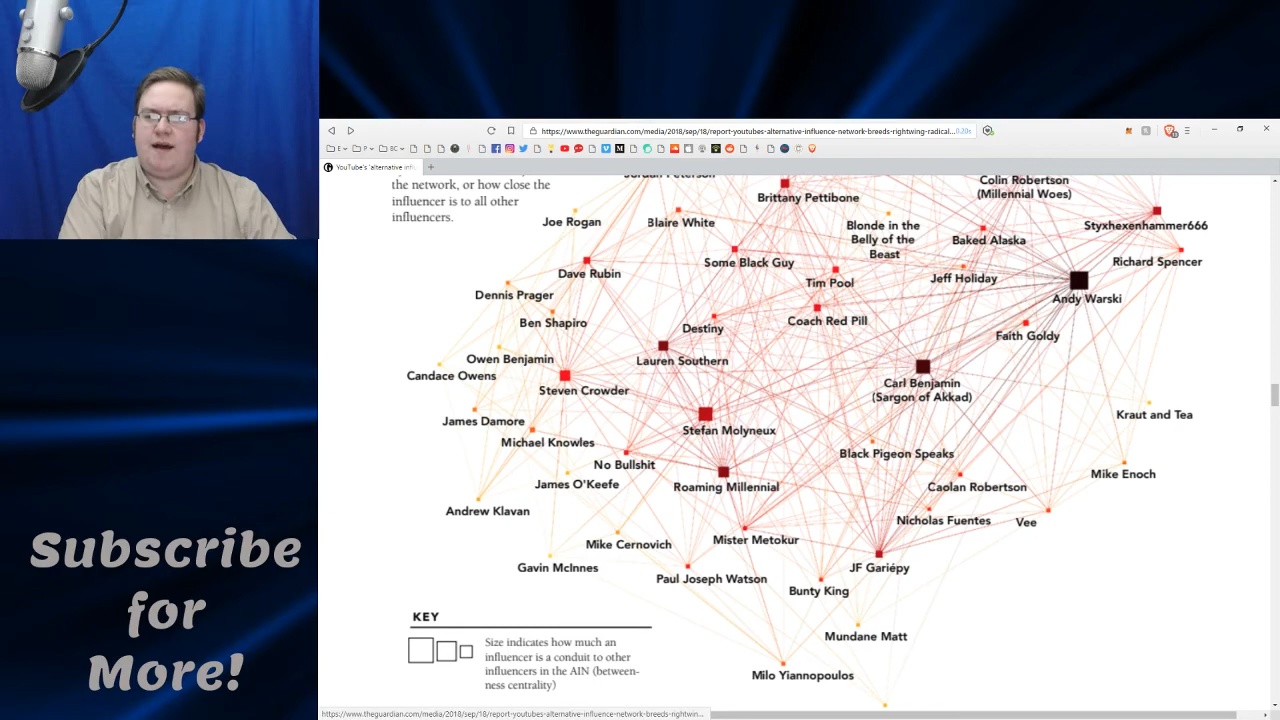 https://www.theguardian.com/media/2018/sep/18/report-youtubes-alternative-influence-network-breeds-rightwing-radical...
0.20s
the network, or how close the
influencer is to all other
influencers.
Jordan Peterson
Brittany Pettibone
Colin Robertson
(Millennial Woes)
Joe Rogan
Blaire White
Blonde in the
Belly of the
Beast
Styxhexenhammer666
Baked Alaska
Some Black Guy
Richard Spencer
Dave Rubin
Tim Pool
Jeff Holiday
Dennis Prager
Andy Warski
Ben Shapiro
Destiny
Coach Red Pill
Faith Goldy
Owen Benjamin
Lauren Southern
Candace Owens
Steven Crowder
Carl Benjamin
(Sargon of Akkad)
James Damore
Stefan Molyneux
Kraut and Tea
Michael Knowles
No Bullshit
Black Pigeon Speaks
James O'Keefe
Roaming Millennial
Caolan Robertson
Mike Enoch
Andrew Klavan
Nicholas Fuentes
Vee
Mike Cernovich
Mister Metokur
Gavin McInnes
Paul Joseph Watson
JF Gariépy
Bunty King
KEY
Mundane Matt
Size indicates how much an
influencer is a conduit to other
influencers in the AIN (between-
ness centrality)
Milo Yiannopoulos
https://www.theguardian.com/media/2018/sep/18/report-youtubes-alternative-influence-network-breeds-rightwin...
Subscribe
for
More!